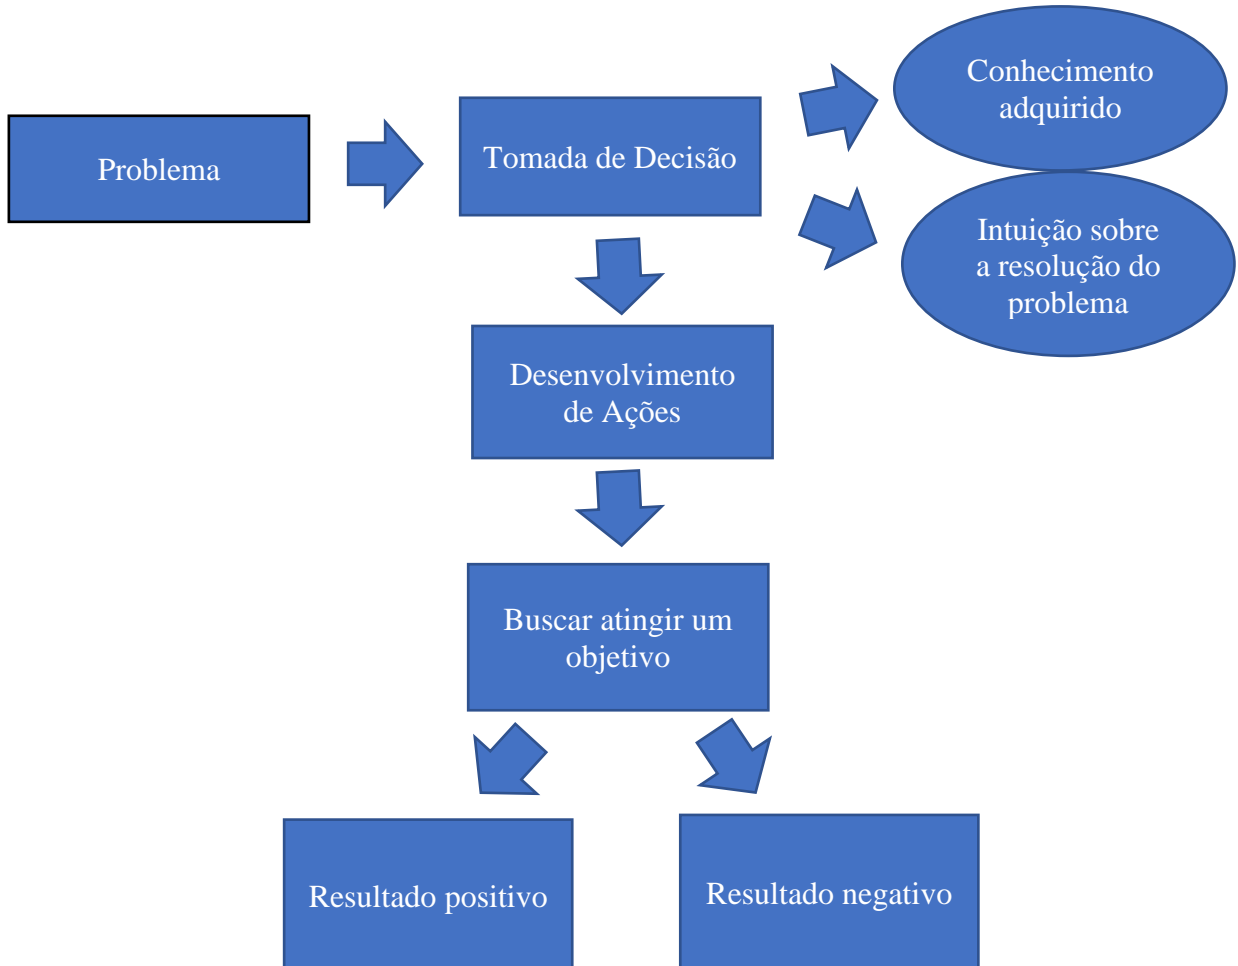 Problema
Tomada de Decisão
Conhecimento
adquirido
Intuição sobre
a resolução do
problema
Desenvolvimento
de Ações
Buscar atingir um
objetivo
Resultado positivo
Resultado negativo